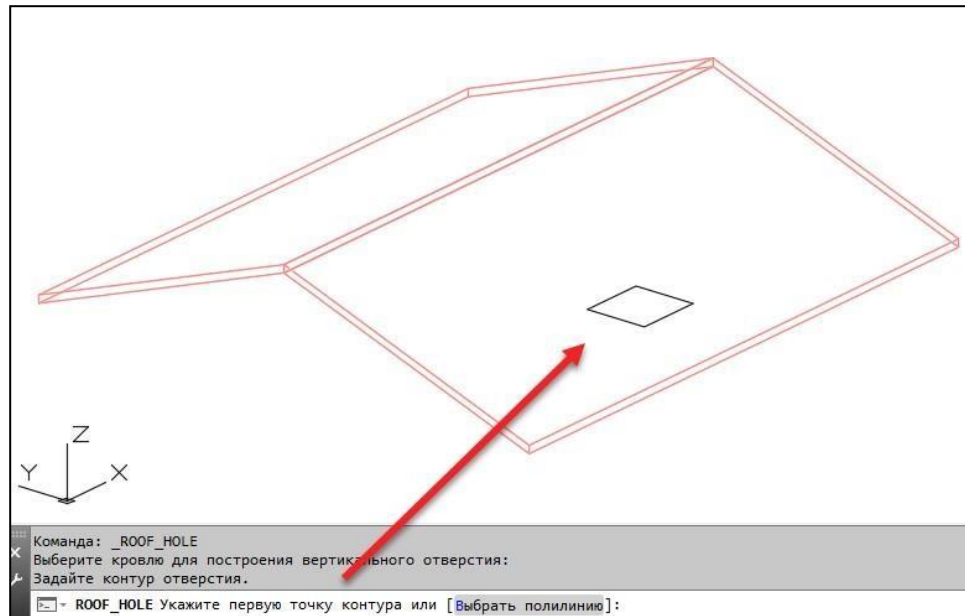 Z
Y
X
Команда: _ROOF_HOLE
Выберите кровлю для построения вертикального отверстия:
Задайте контур отверстия.
ROOF_HOLE Укажите первую точку контура или [Выбрать полилинию]: